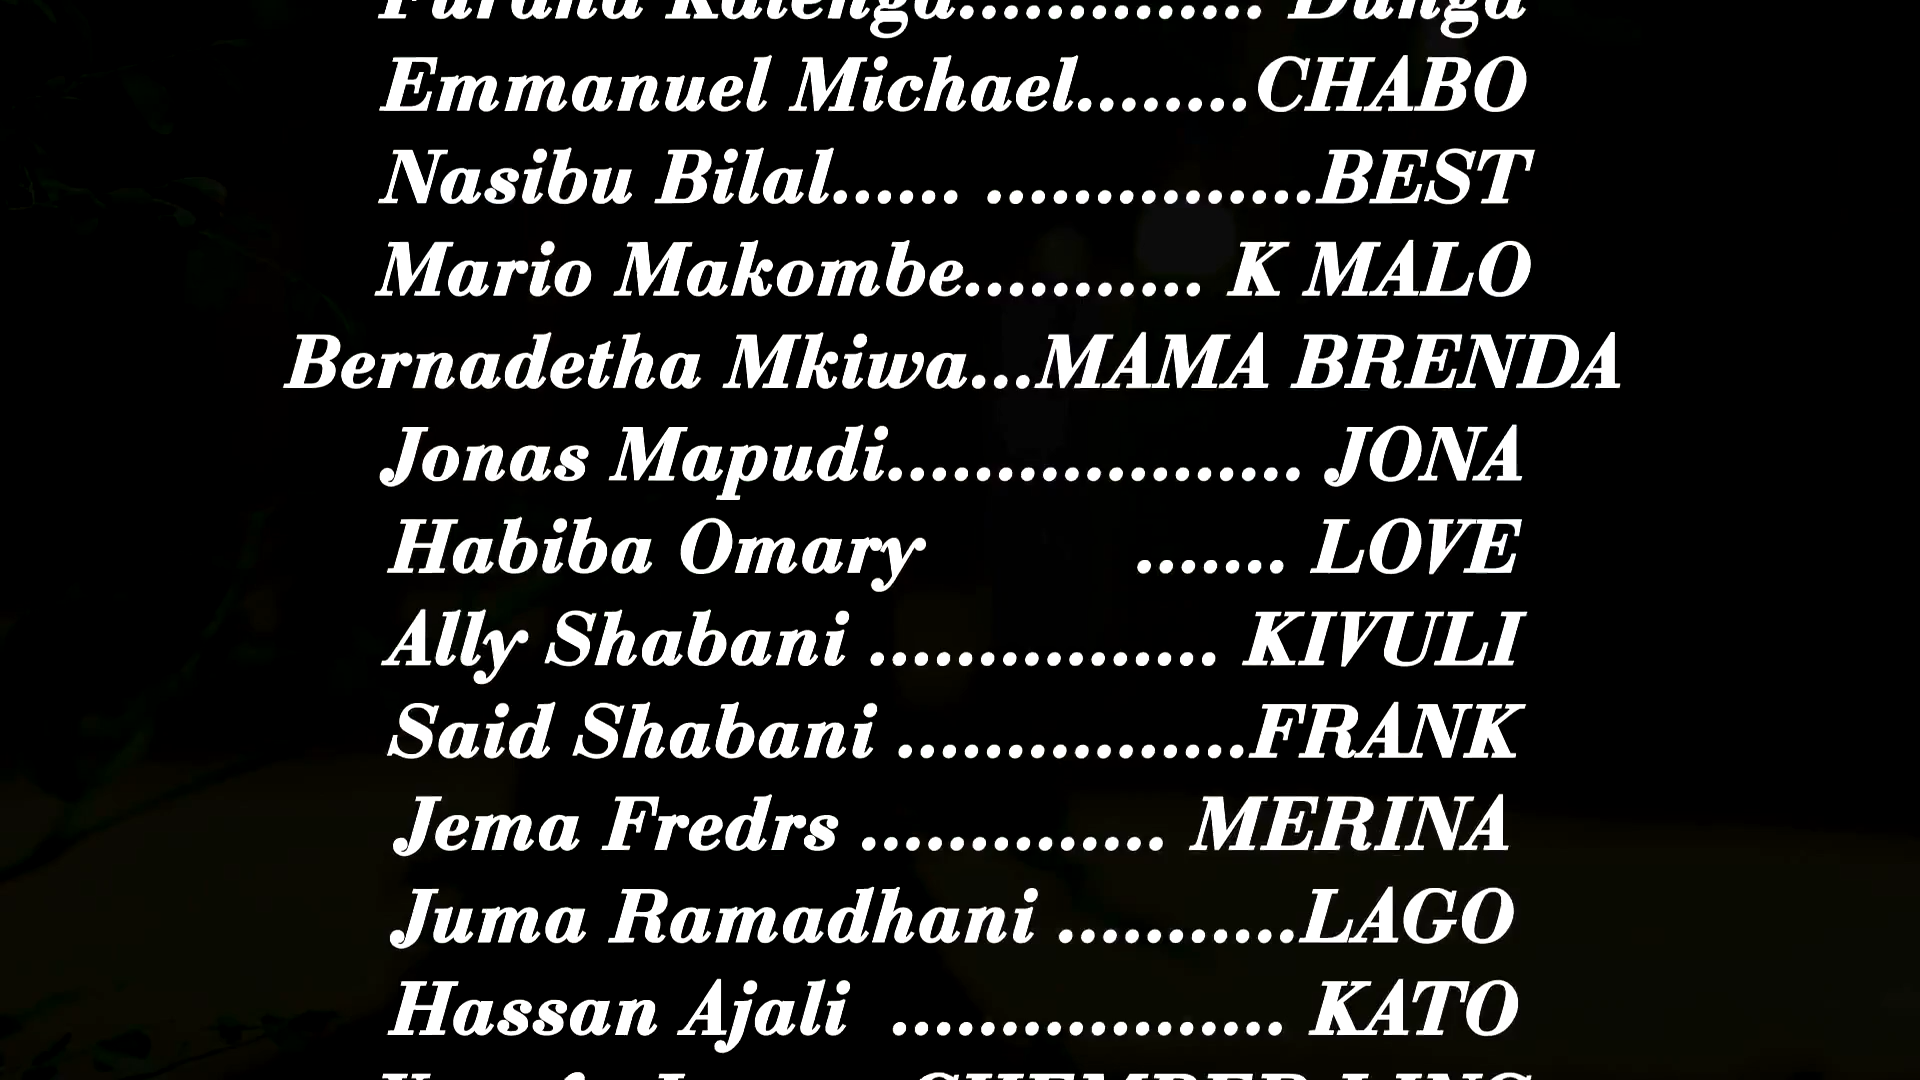 Emmanuel Michael........CHABO
Nasibu Bilal...... ...............BEST
Mario Makombe........... K MALO
Bernadetha Mkiwa...MAMA BRENDA
Jonas Mapudi................... JONA
Habiba Omary ....... LOVE
Ally Shabani ................ KIVULI
Said Shabani ................FRANK
Jema Fredrs .............. MERINA
Juma Ramadhani ...........LAGO
Hassan Ajali .................. KATO